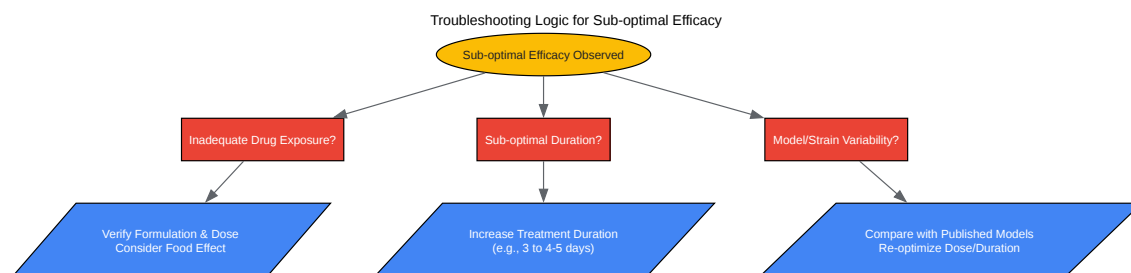 Troubleshooting Logic for Sub-optimal Efficacy
Sub-optimal Efficacy Observed
Inadequate Drug Exposure?
Sub-optimal Duration?
Model/Strain Variability?
Verify Formulation & Dose
Consider Food Effect
Increase Treatment Duration
(e.g., 3 to 4-5 days)
Compare with Published Models
Re-optimize Dose/Duration